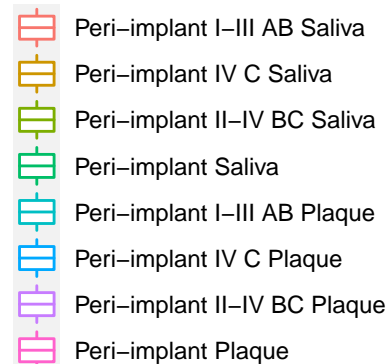 Peri−implant I−III AB Saliva
Peri−implant IV C Saliva
Peri−implant II−IV BC Saliva
Peri−implant Saliva
Peri−implant I−III AB Plaque
Peri−implant IV C Plaque
Peri−implant II−IV BC Plaque
Peri−implant Plaque